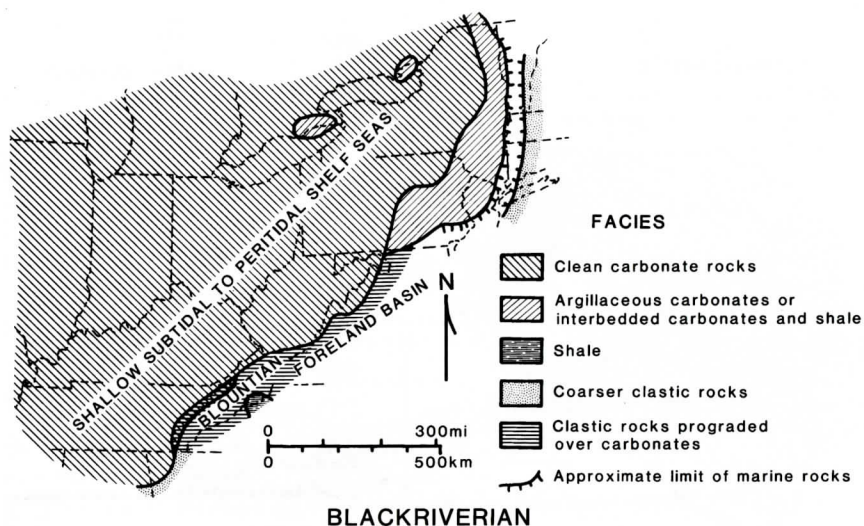 SHALLOW SUBTIDAL TO PERITIDAL SHELF SEAS
BLOUNTIAN FORELAND BASIN
N
0 300mi
0 500km
FACIES
Clean carbonate rocks
Argillaceous carbonates or
interbedded carbonates and shale
Shale
Coarser clastic rocks
Clastic rocks prograded
over carbonates
Approximate limit of marine rocks
BLACKRIVERIAN